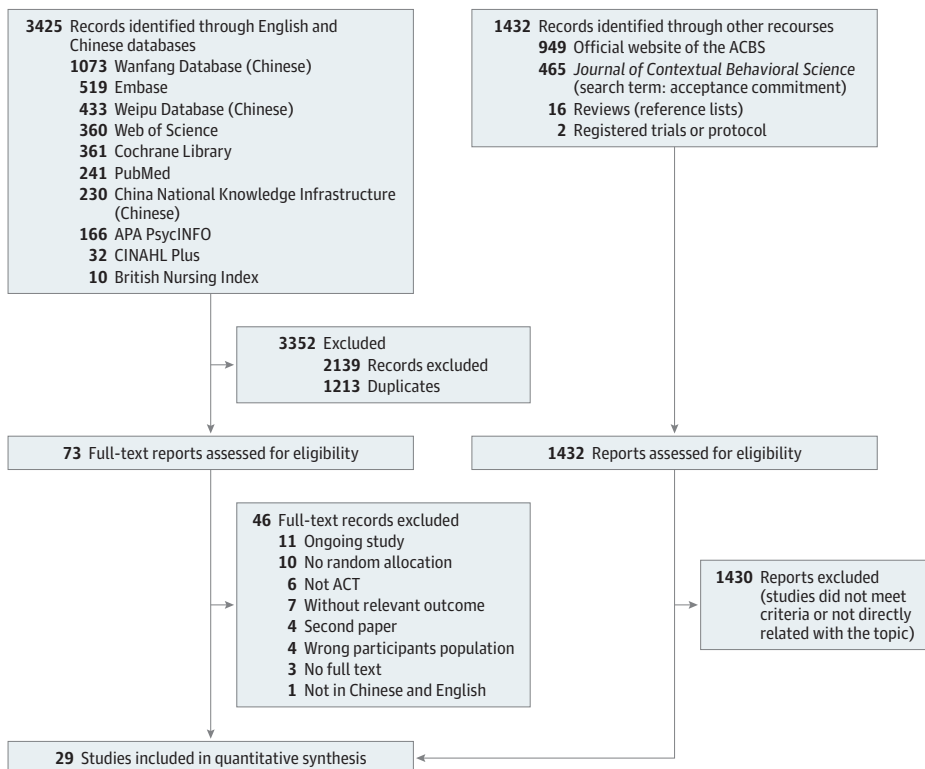 3425 Records identified through English and
Chinese databases
1073 Wanfang Database (Chinese)
519 Embase
433 Weipu Database (Chinese)
360 Web of Science
361 Cochrane Library
241 PubMed
230 China National Knowledge Infrastructure
(Chinese)
166 APA PsycINFO
32 CINAHL Plus
10 British Nursing Index
1432 Records identified through other recourses
949 Official website of the ACBS
465 Journal of Contextual Behavioral Science
(search term: acceptance commitment)
16 Reviews (reference lists)
2 Registered trials or protocol
3352 Excluded
2139 Records excluded
1213 Duplicates
73 Full-text reports assessed for eligibility
1432 Reports assessed for eligibility
46 Full-text records excluded
11 Ongoing study
10 No random allocation
6 Not ACT
7 Without relevant outcome
4 Second paper
4 Wrong participants population
3 No full text
1 Not in Chinese and English
1430 Reports excluded
(studies did not meet
criteria or not directly
related with the topic)
29 Studies included in quantitative synthesis